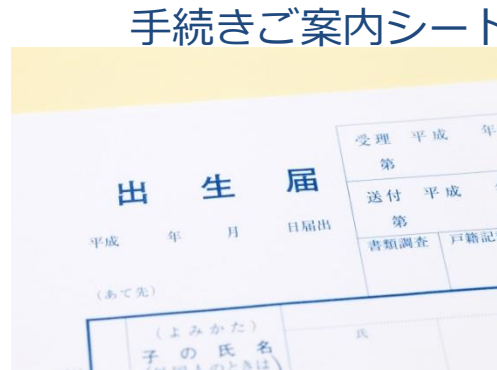 手続きご案内シート
受理 平成 年
第
出生届
送付 平成
第
平成 年 月 日届出
書類調査 戸籍記
(あて先)
(よみかた)
子の氏名
氏